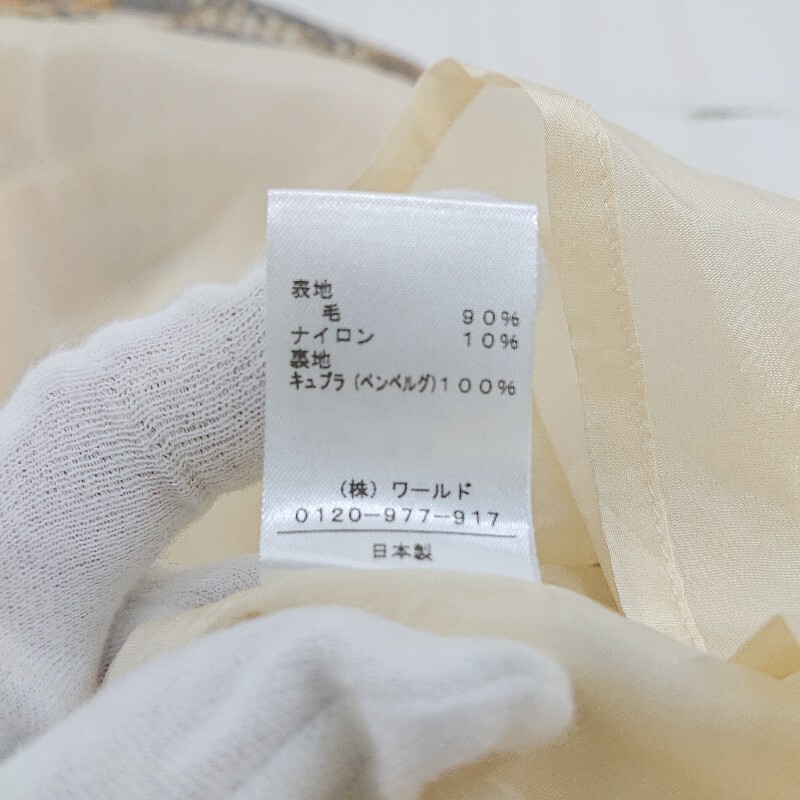 表地
毛 90%
ナイロン 10%
裏地
キュプラ(ベンベルグ)100%
(株)ワールド
0120-977-917
日本製